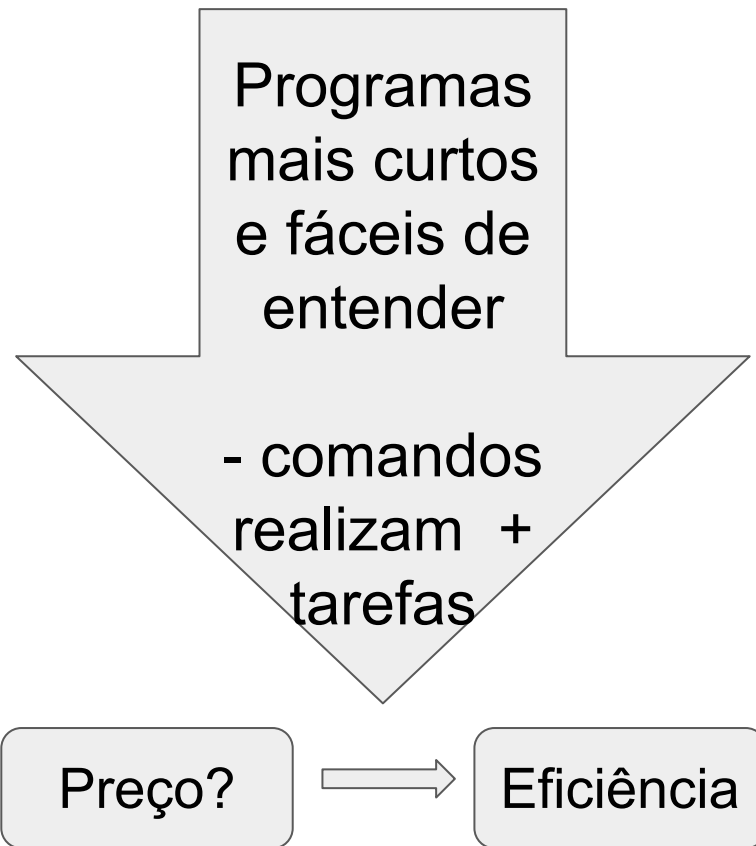 Programas
mais curtos
e fáceis de
entender
- comandos
realizam +
tarefas
Preço?
Eficiência